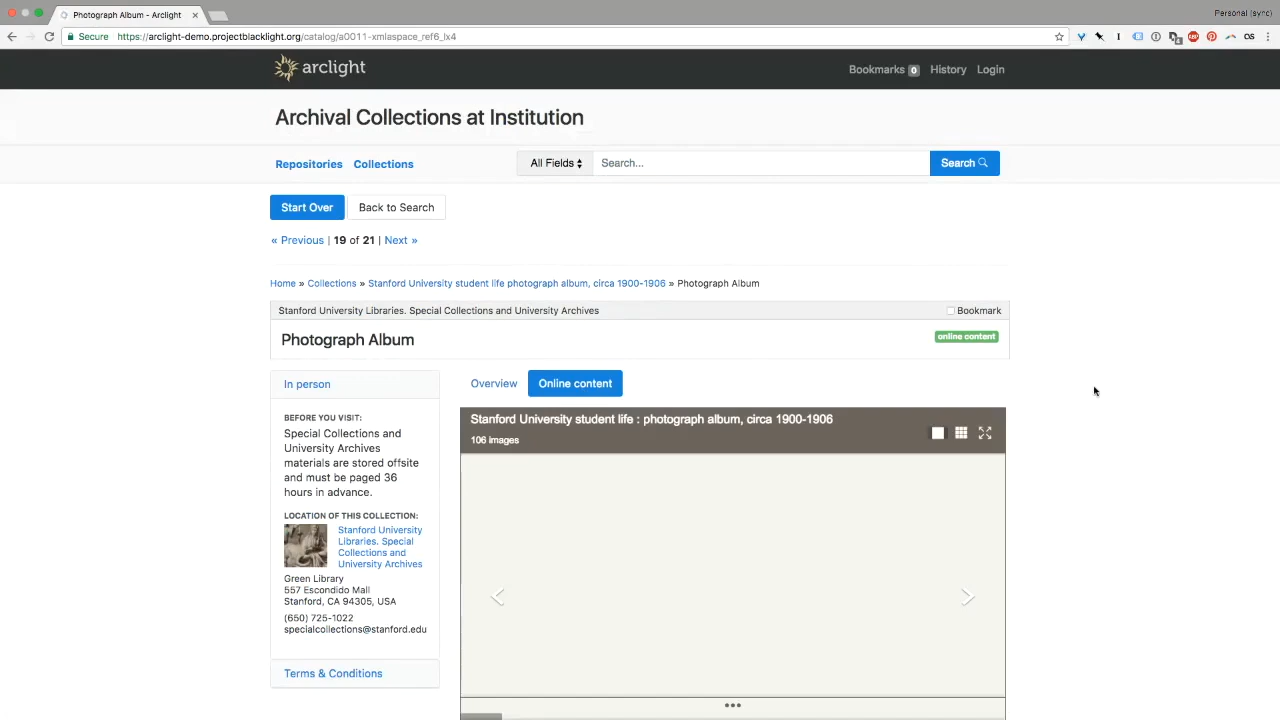 Photograph Album - Arclight
Personal (sync)
Secure https://arclight-demo.projectblacklight.org/catalog/a0011-xmlaspace_ref6_lx4
arclight
Bookmarks 0 History Login
Archival Collections at Institution
Repositories Collections
All Fields Search... Search
Start Over Back to Search
« Previous | 19 of 21 | Next »
Home » Collections » Stanford University student life photograph album, circa 1900-1906 » Photograph Album
Stanford University Libraries. Special Collections and University Archives
Bookmark
Photograph Album
online content
In person
BEFORE YOU VISIT:
Special Collections and
University Archives
materials are stored offsite
and must be paged 36
hours in advance.
LOCATION OF THIS COLLECTION:
Stanford University
Libraries. Special
Collections and
University Archives
Green Library
557 Escondido Mall
Stanford, CA 94305, USA
(650) 725-1022
specialcollections@stanford.edu
Terms & Conditions
Overview Online content
Stanford University student life : photograph album, circa 1900-1906
106 images